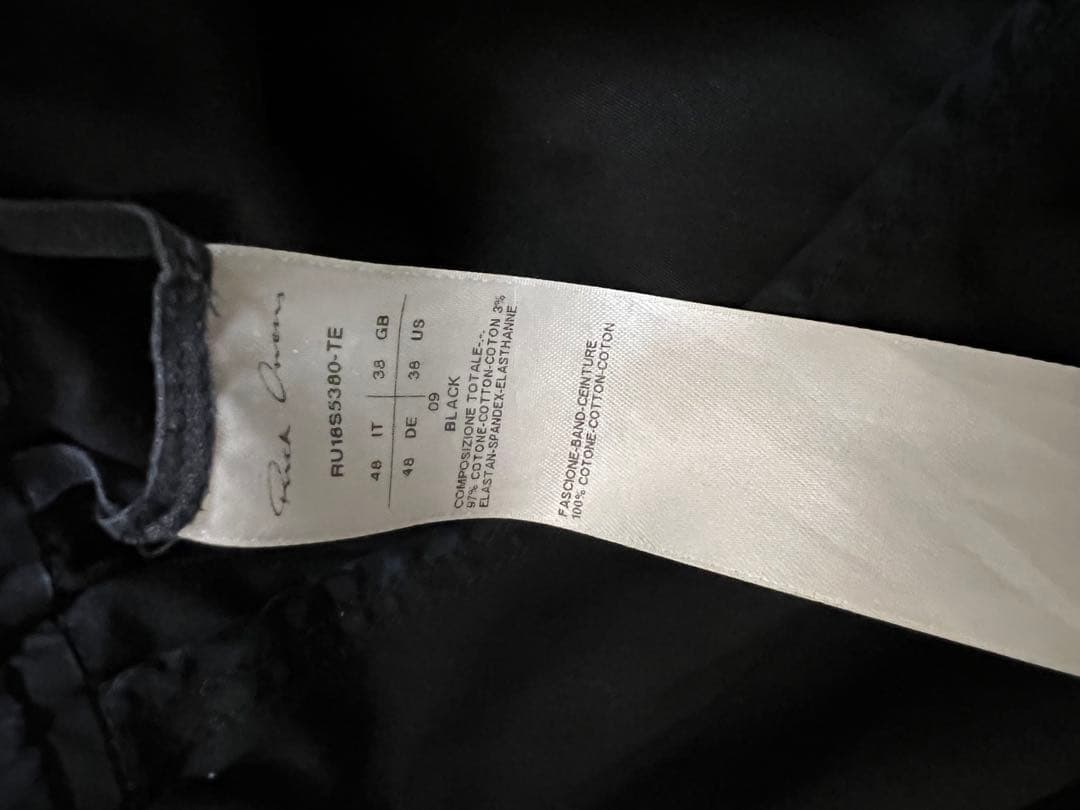 Rick Owens
RU18S5380-TE
48 IT 38 GB
48 DE 38 US
09
BLACK
COMPOSIZIONE TOTALE-.-.
97% COTONE-COTTON-COTON 3%
ELASTAN-SPANDEX-ELASTHANNE
FASCIONE-BAND-CEINTURE
100% COTONE-COTTON-COTON